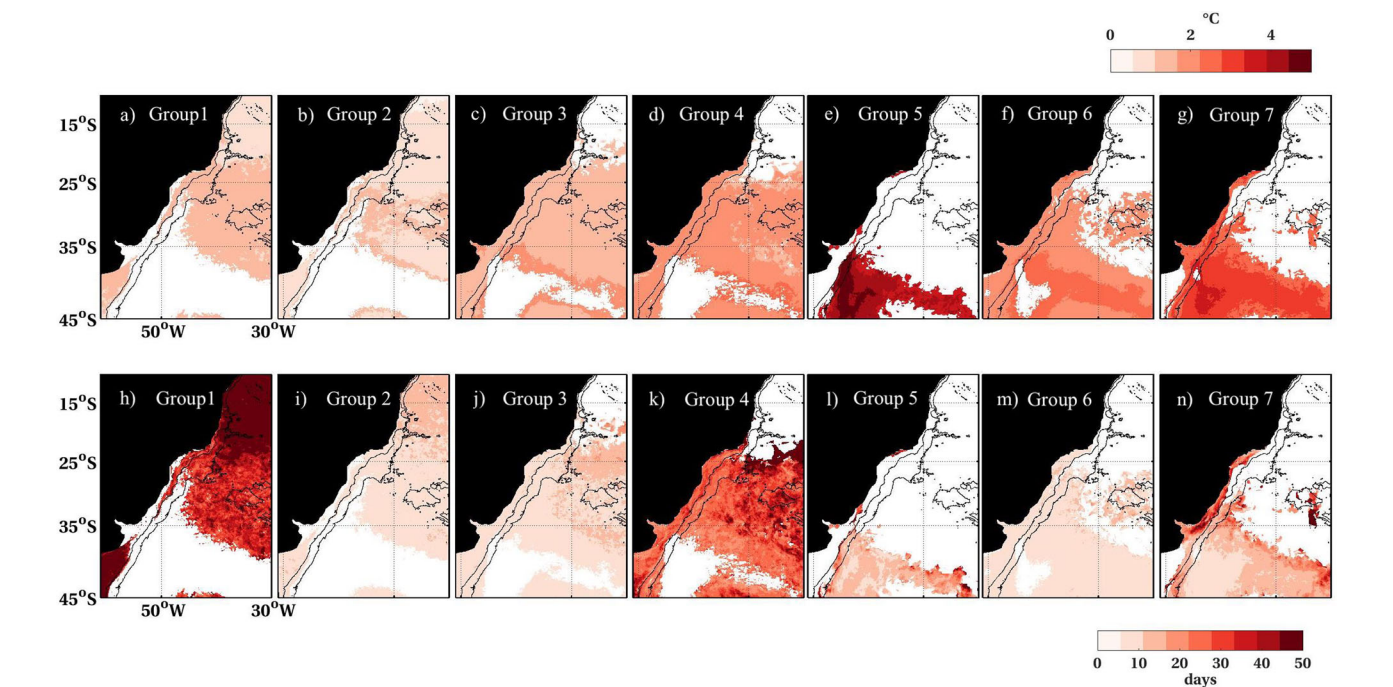 °C
0 2 4
a) Group1 b) Group 2 c) Group 3 d) Group 4 e) Group 5 f) Group 6 g) Group 7
15°S
25°S
35°S
45°S
50°W 30°W
h) Group1 i) Group 2 j) Group 3 k) Group 4 l) Group 5 m) Group 6 n) Group 7
15°S
25°S
35°S
45°S
50°W 30°W
0 10 20 30 40 50
days